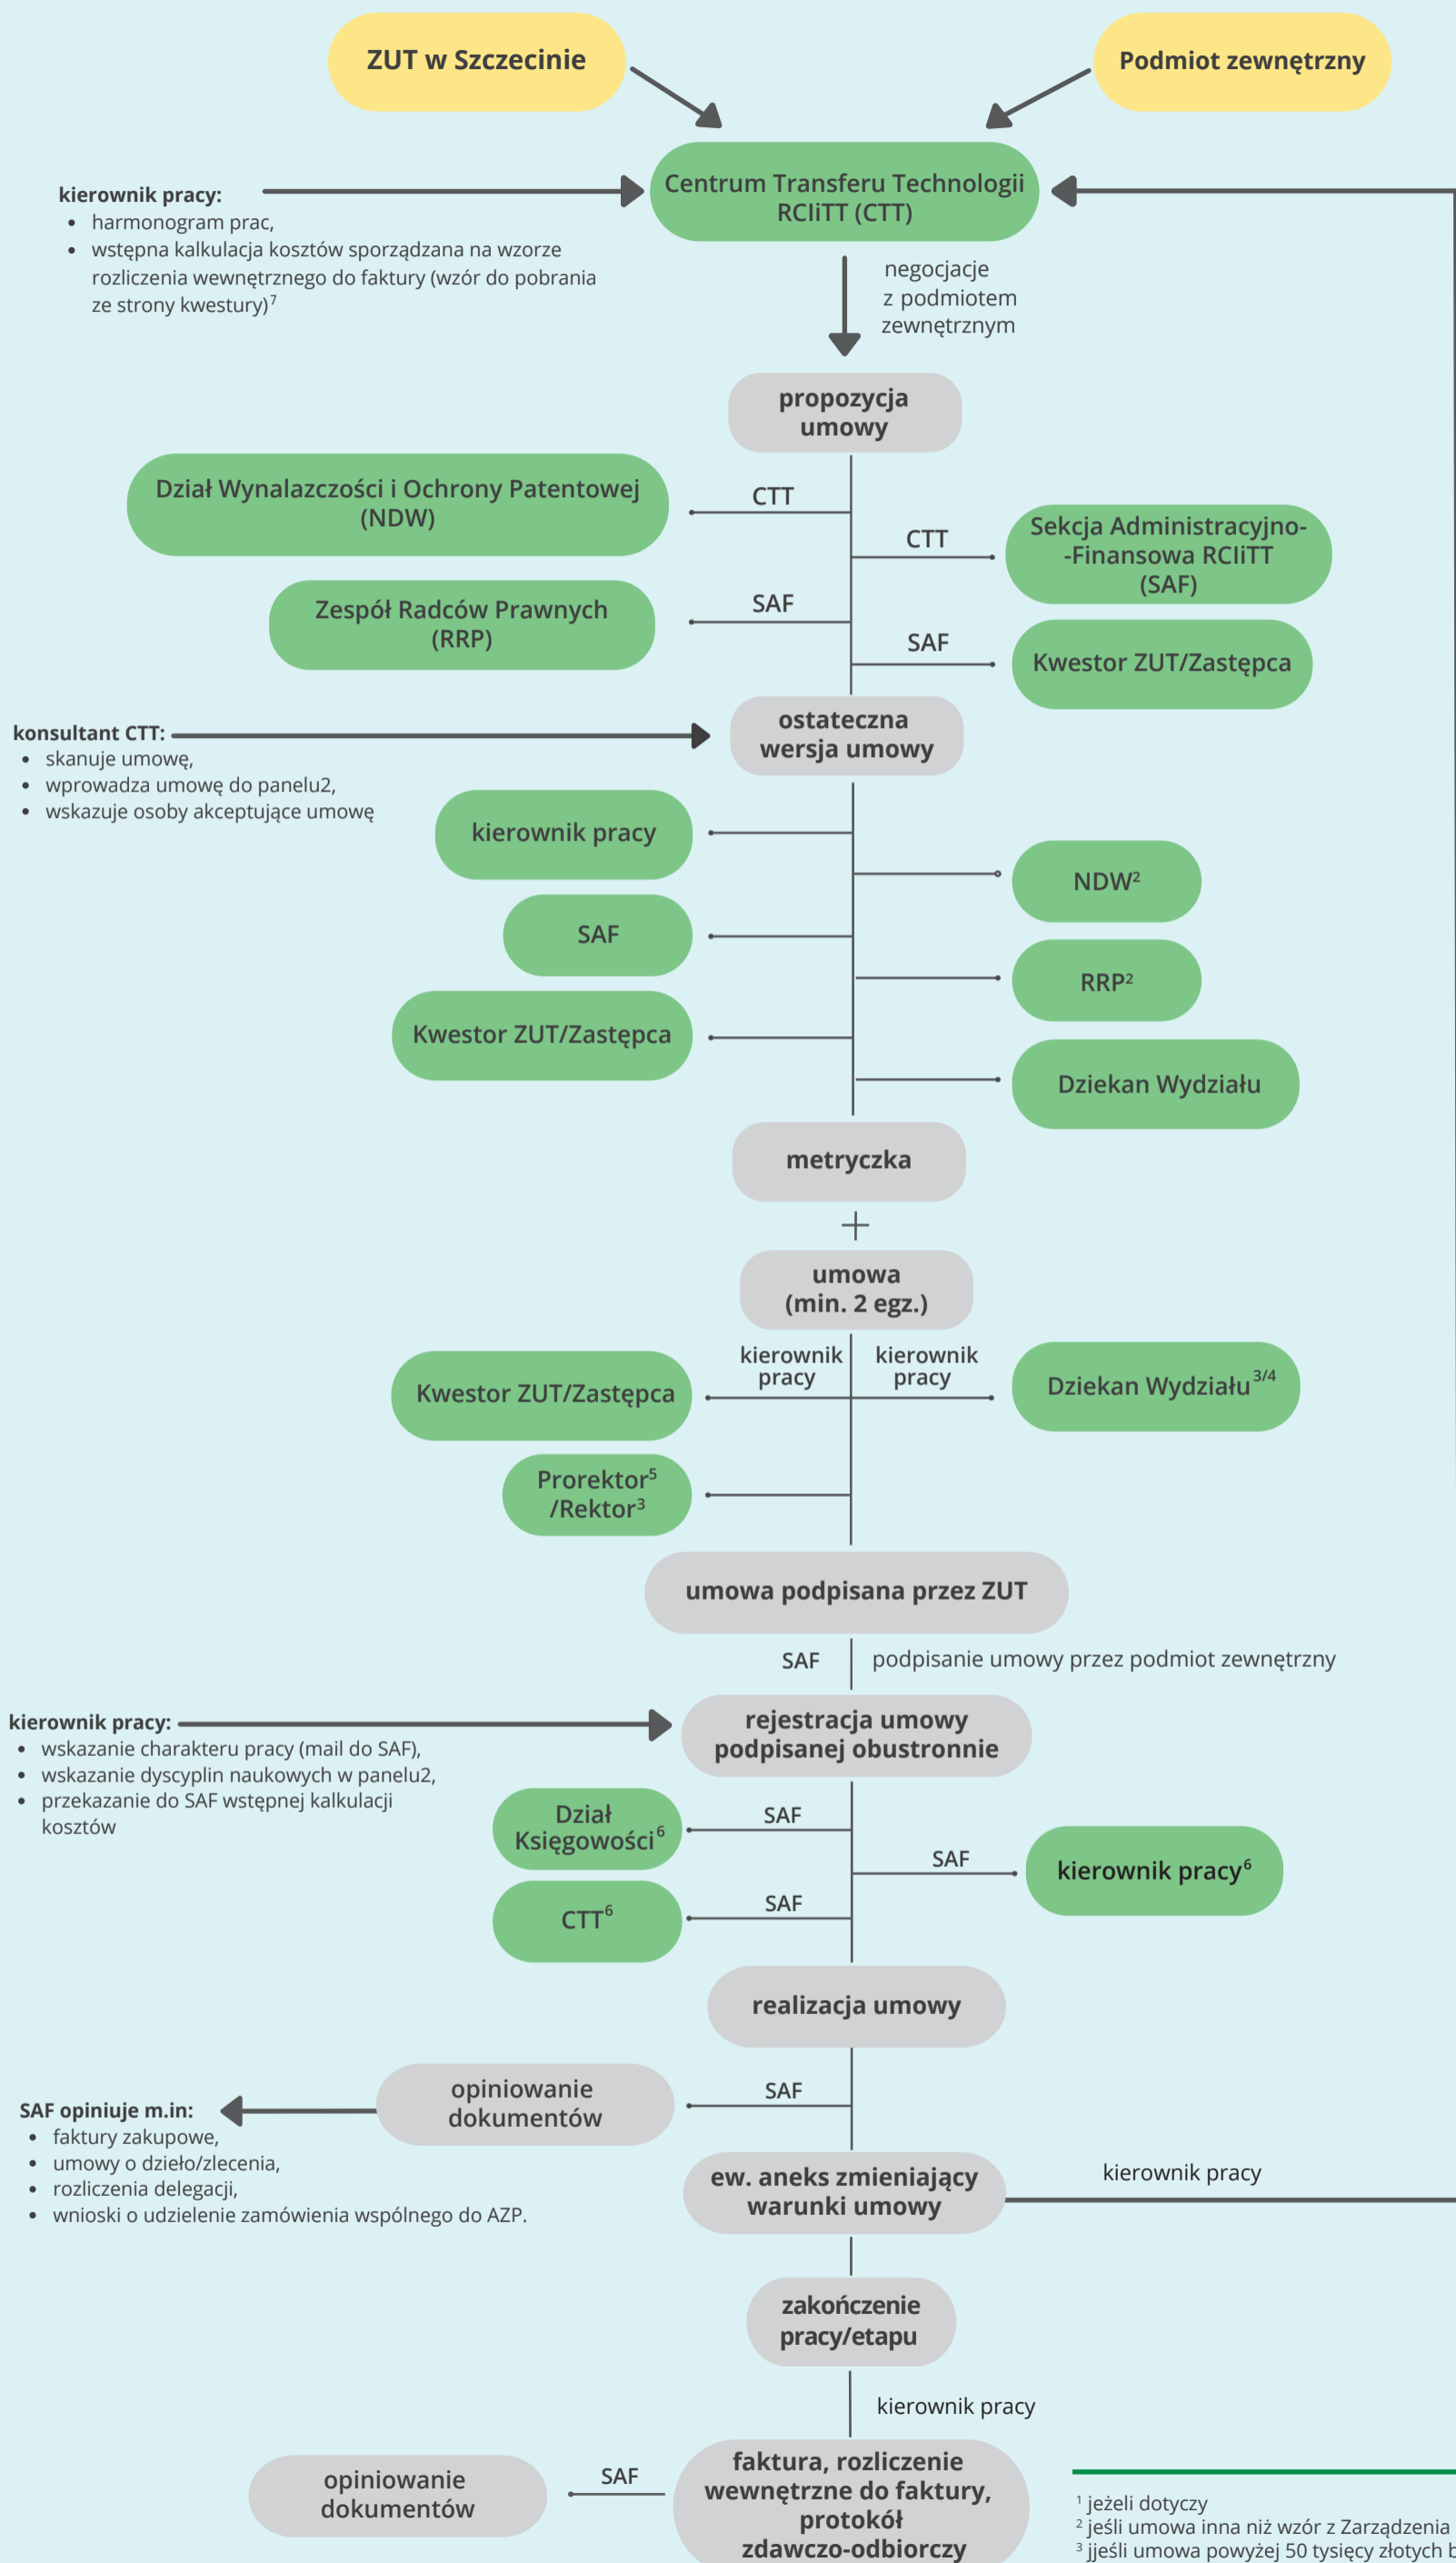 ZUT w Szczecinie
Podmiot zewnętrzny
Centrum Transferu Technologii
RCIiTT (CTT)
kierownik pracy:
• harmonogram prac,
• wstępna kalkulacja kosztów sporządzana na wzorze
rozliczenia wewnętrznego do faktury (wzór do pobrania
ze strony kwestury)⁷
negocjacje
z podmiotem
zewnętrznym
propozycja
umowy
Dział Wynalazczości i Ochrony Patentowej
(NDW)
CTT
CTT
Sekcja Administracyjno-
-Finansowa RCIiTT
(SAF)
Zespół Radców Prawnych
(RRP)
SAF
SAF
Kwestor ZUT/Zastępca
ostateczna
wersja umowy
konsultant CTT:
• skanuje umowę,
• wprowadza umowę do panelu2,
• wskazuje osoby akceptujące umowę
kierownik pracy
NDW²
SAF
RRP²
Kwestor ZUT/Zastępca
Dziekan Wydziału
metryczka
+
umowa
(min. 2 egz.)
kierownik
pracy
kierownik
pracy
Kwestor ZUT/Zastępca
Dziekan Wydziału³/⁴
Prorektor⁵
/Rektor³
umowa podpisana przez ZUT
SAF
podpisanie umowy przez podmiot zewnętrzny
rejestracja umowy
podpisanej obustronnie
kierownik pracy:
• wskazanie charakteru pracy (mail do SAF),
• wskazanie dyscyplin naukowych w panelu2,
• przekazanie do SAF wstępnej kalkulacji
kosztów
Dział
Księgowości⁶
SAF
SAF
kierownik pracy⁶
CTT⁶
SAF
realizacja umowy
opiniowanie
dokumentów
SAF
SAF opiniuje m.in:
• faktury zakupowe,
• umowy o dzieło/zlecenia,
• rozliczenia delegacji,
• wnioski o udzielenie zamówienia wspólnego do AZP.
ew. aneks zmieniający
warunki umowy
kierownik pracy
zakończenie
pracy/etapu
kierownik pracy
faktura, rozliczenie
wewnętrzne do faktury,
protokół
zdawczo-odbiorczy
SAF
opiniowanie
dokumentów
¹ jeżeli dotyczy
² jeśli umowa inna niż wzór z Zarządzenia
³ jjeśli umowa powyżej 50 tysięcy złotych